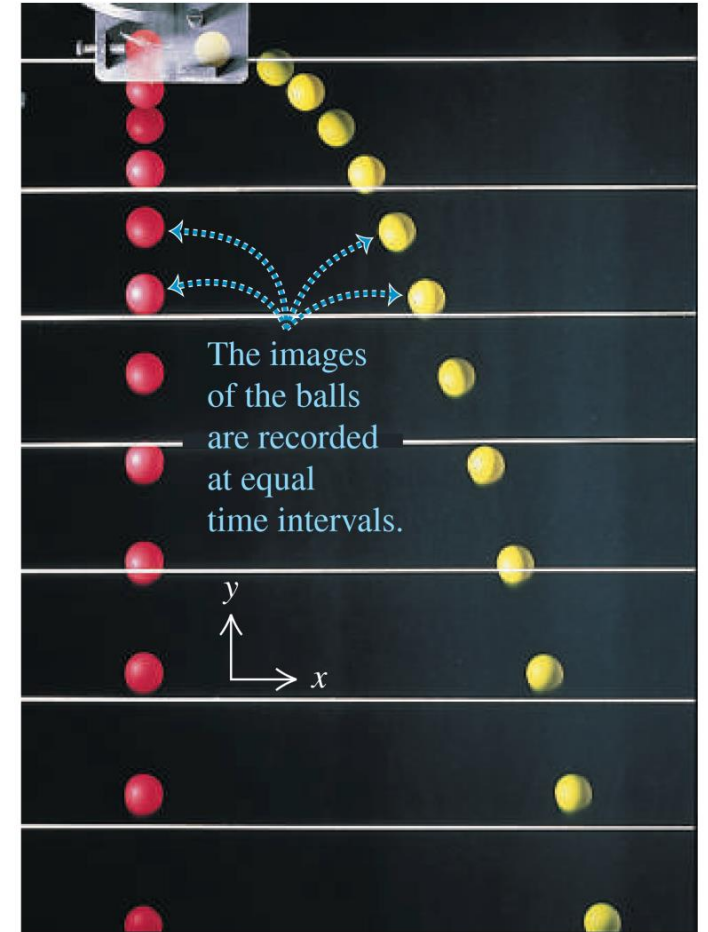 The images
of the balls
are recorded
at equal
time intervals.
y
x